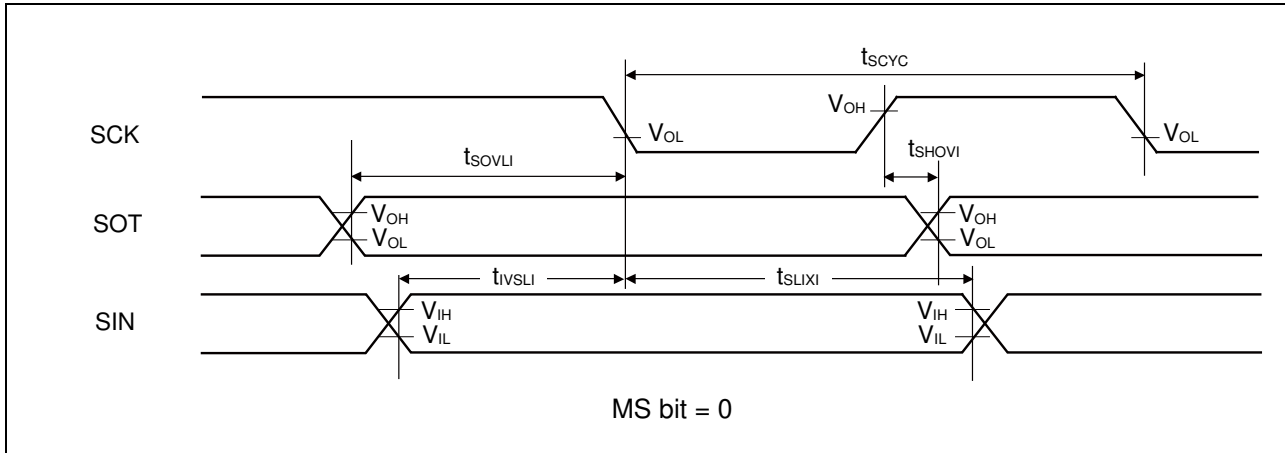 tSCYC
SCK
VOH
VOL
VOL
tSHOVI
tSOVLI
SOT
VOH
VOL
VOH
VOL
tIVSLI
tSLIXI
SIN
VIH
VIL
VIH
VIL
MS bit = 0